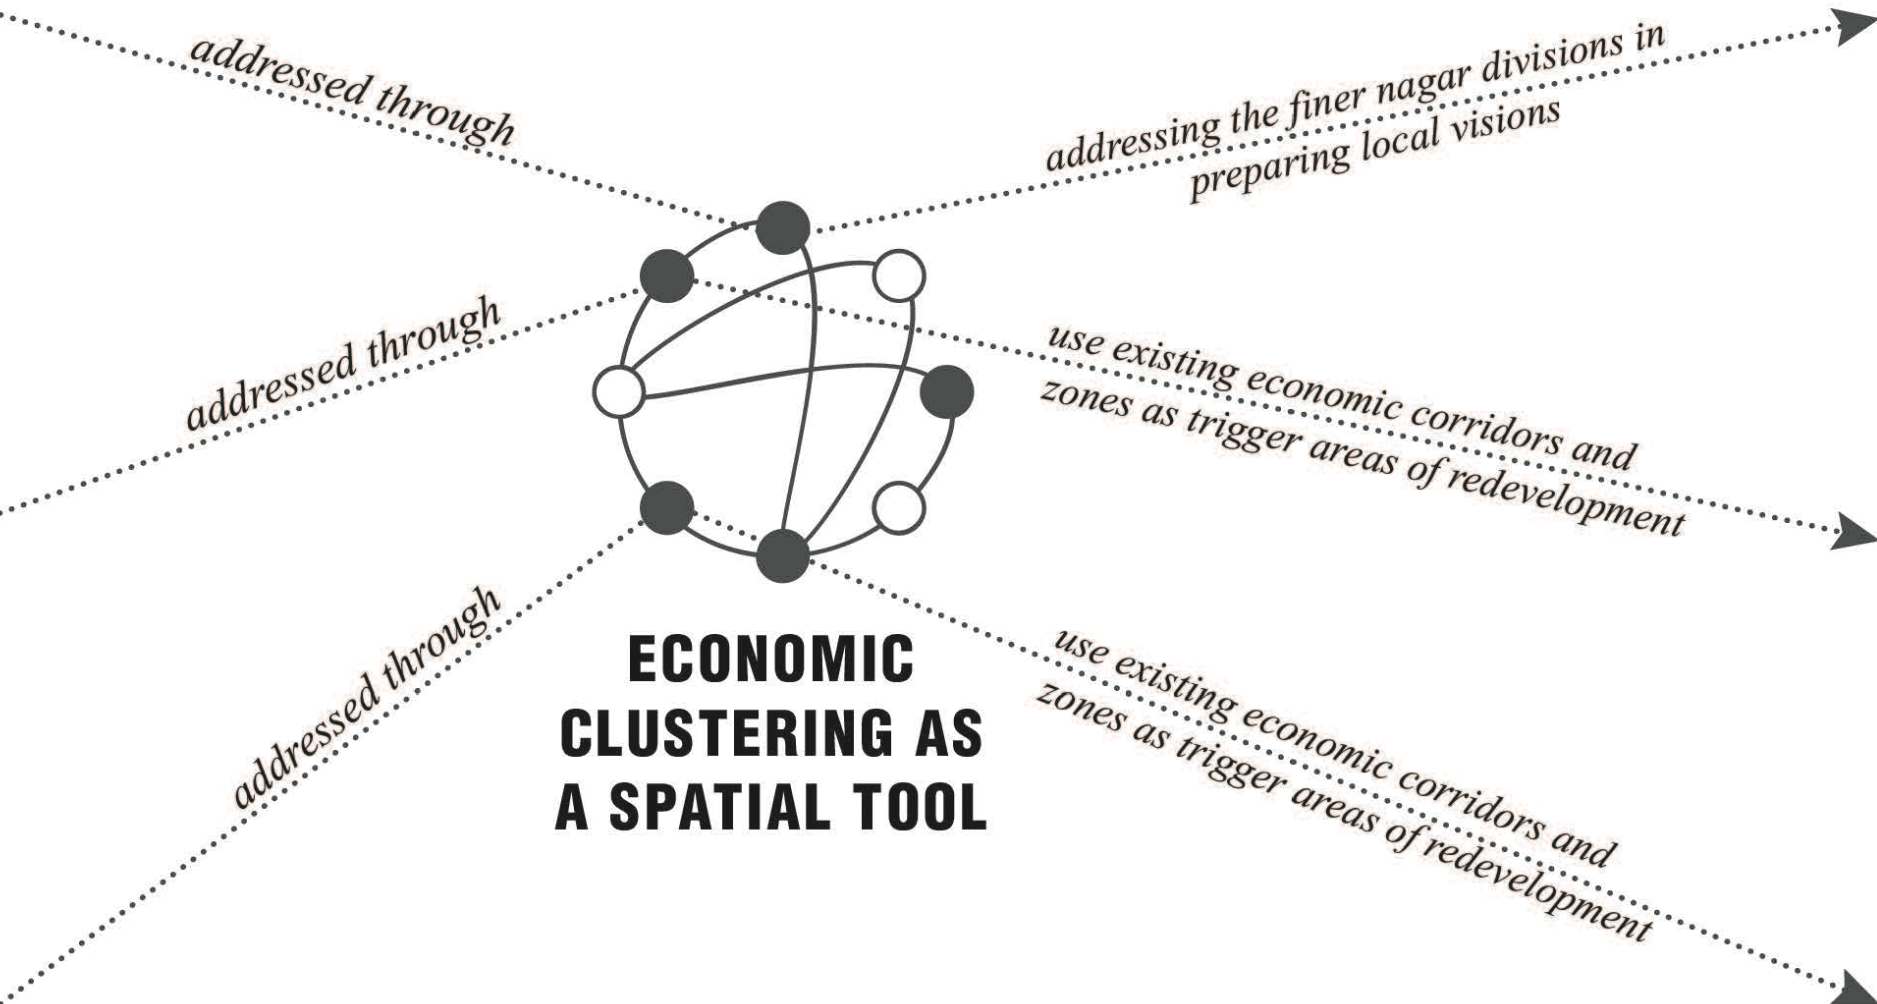 addressed through
addressing the finer nagar divisions in
preparing local visions
addressed through
use existing economic corridors and
zones as trigger areas of redevelopment
addressed through
ECONOMIC
CLUSTERING AS
A SPATIAL TOOL
use existing economic corridors and
zones as trigger areas of redevelopment